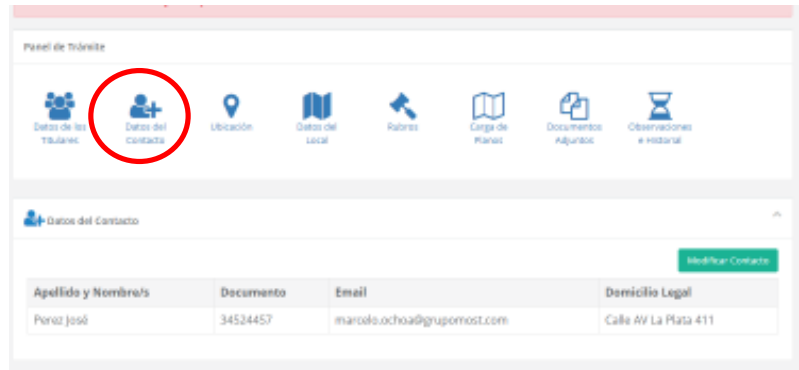 Panel de Trámite
Datos de los Titulares
Datos del Contacto
Ubicación
Datos del Local
Rubros
Carga de Planos
Documentos Adjuntos
Observaciones e Historial
Datos del Contacto
Modificar Contacto
Apellido y Nombre/s Documento Email Domicilio Legal
Perez José 34524457 marcelo.ochoa@grupomost.com Calle AV La Plata 411